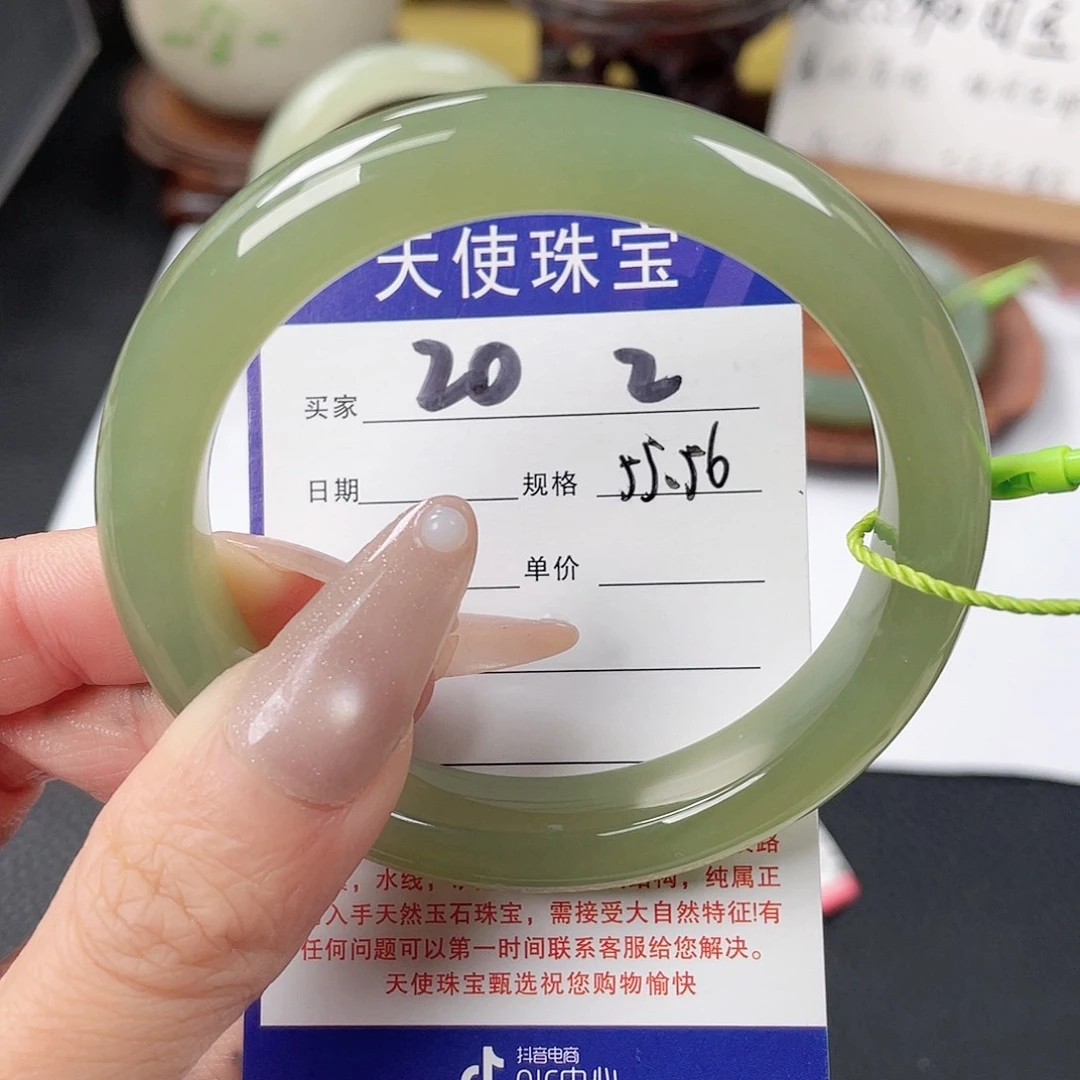 天使珠宝
买家 20 2
日期 规格 55.56
单价
水线, 结构, 纯属正
入手天然玉石珠宝, 需接受大自然特征!有
任何问题可以第一时间联系客服给您解决。
天使珠宝甄选祝您购物愉快
抖音电商